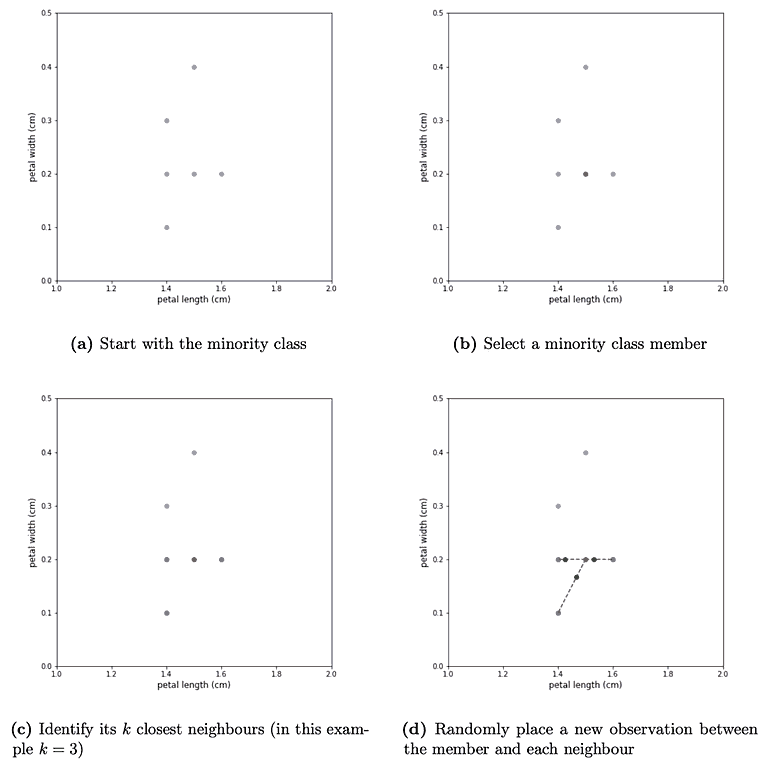 0.5
0.4
0.3
0.2
0.1
0.0
petal width (cm)
1.0 1.2 1.4 1.6 1.8 2.0
petal length (cm)
(a) Start with the minority class
0.5
0.4
0.3
0.2
0.1
0.0
petal width (cm)
1.0 1.2 1.4 1.6 1.8 2.0
petal length (cm)
(b) Select a minority class member
0.5
0.4
0.3
0.2
0.1
0.0
petal width (cm)
1.0 1.2 1.4 1.6 1.8 2.0
petal length (cm)
(c) Identify its k closest neighbours (in this exam-
ple k = 3)
0.5
0.4
0.3
0.2
0.1
0.0
petal width (cm)
1.0 1.2 1.4 1.6 1.8 2.0
petal length (cm)
(d) Randomly place a new observation between
the member and each neighbour